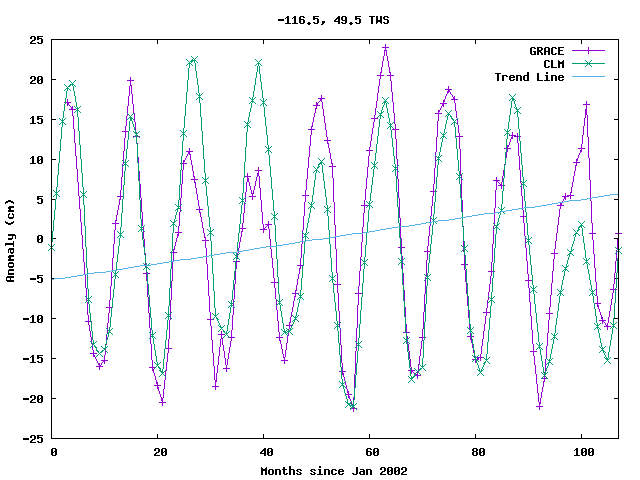 -116.5, 49.5 TWS
GRACE
CLM
Trend Line
25
20
15
10
5
0
-5
-10
-15
-20
-25
Anomaly (cm)
0 20 40 60 80 100
Months since Jan 2002